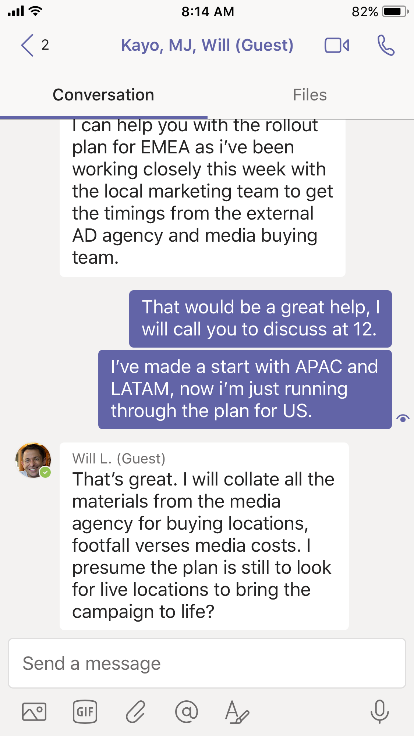 8:14 AM
82%
2
Kayo, MJ, Will (Guest)
Conversation
Files
I can help you with the rollout
plan for EMEA as i've been
working closely this week with
the local marketing team to get
the timings from the external
AD agency and media buying
team.
That would be a great help, I
will call you to discuss at 12.
I've made a start with APAC and
LATAM, now i'm just running
through the plan for US.
Will L. (Guest)
That's great. I will collate all the
materials from the media
agency for buying locations,
footfall verses media costs. I
presume the plan is still to look
for live locations to bring the
campaign to life?
Send a message
GIF